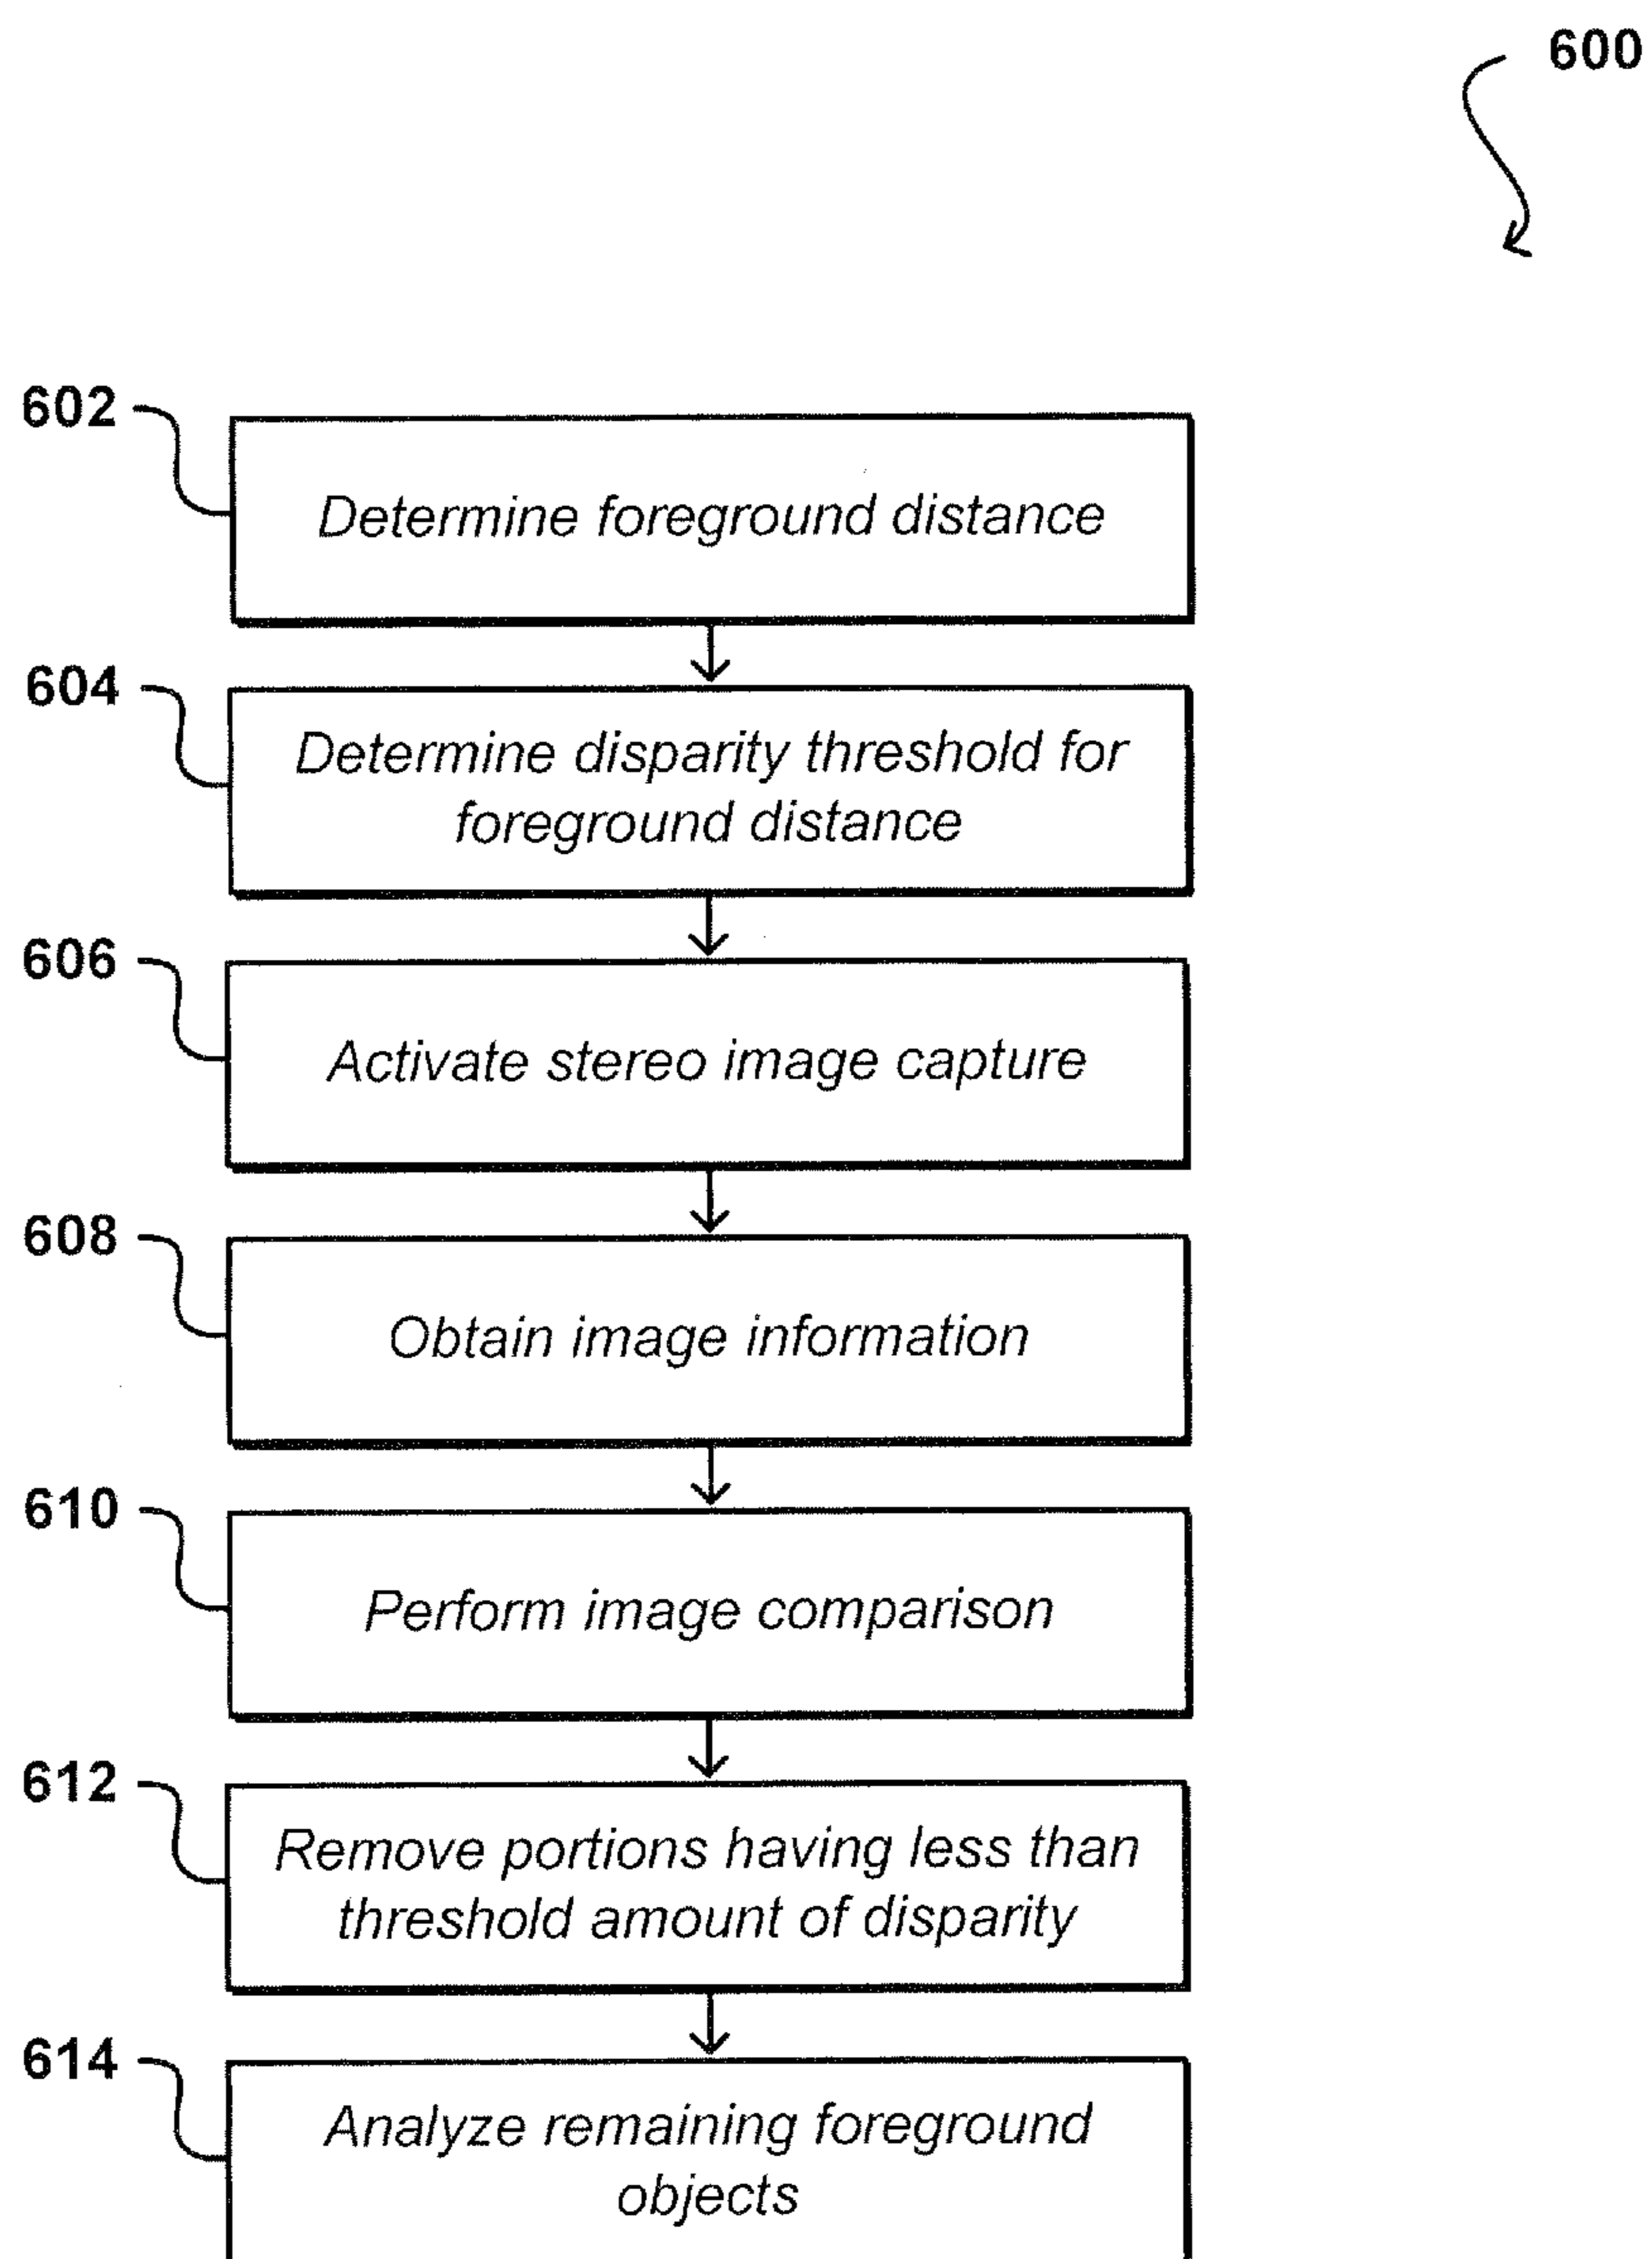 600
602
Determine foreground distance
604
Determine disparity threshold for
foreground distance
606
Activate stereo image capture
608
Obtain image information
610
Perform image comparison
612
Remove portions having less than
threshold amount of disparity
614
Analyze remaining foreground
objects